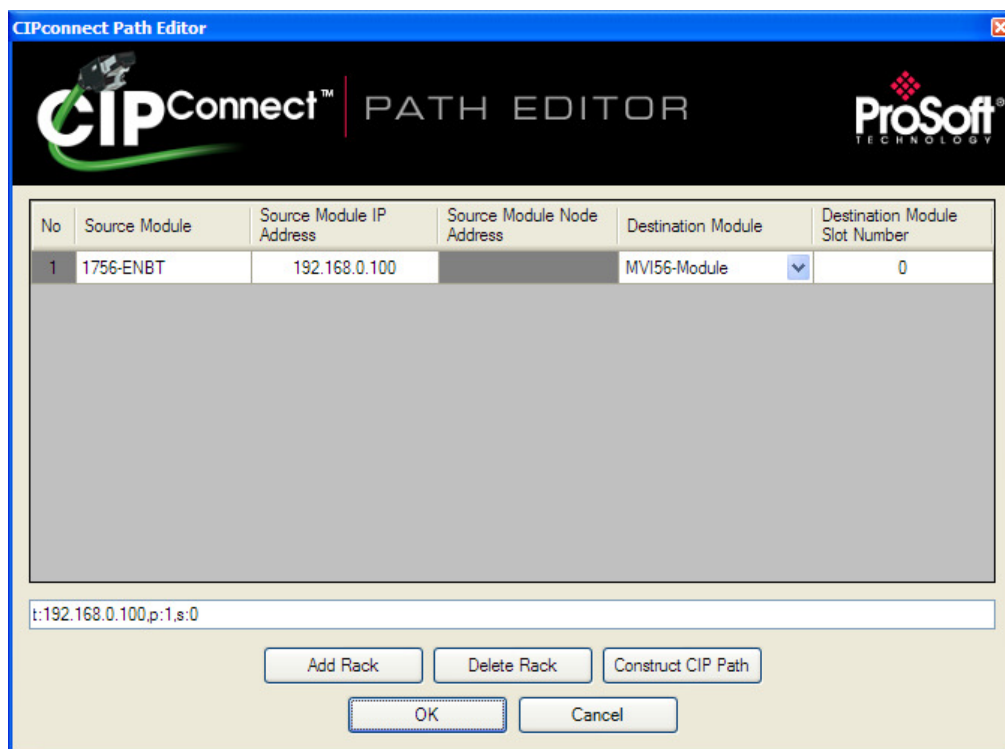 CIPconnect Path Editor
CIPConnect™ PATH EDITOR
ProSoft®
TECHNOLOGY
No Source Module Source Module IP Address Source Module Node Address Destination Module Destination Module Slot Number
1 1756-ENBT 192.168.0.100 MVI56-Module 0
t:192.168.0.100,p:1,s:0
Add Rack Delete Rack Construct CIP Path
OK Cancel